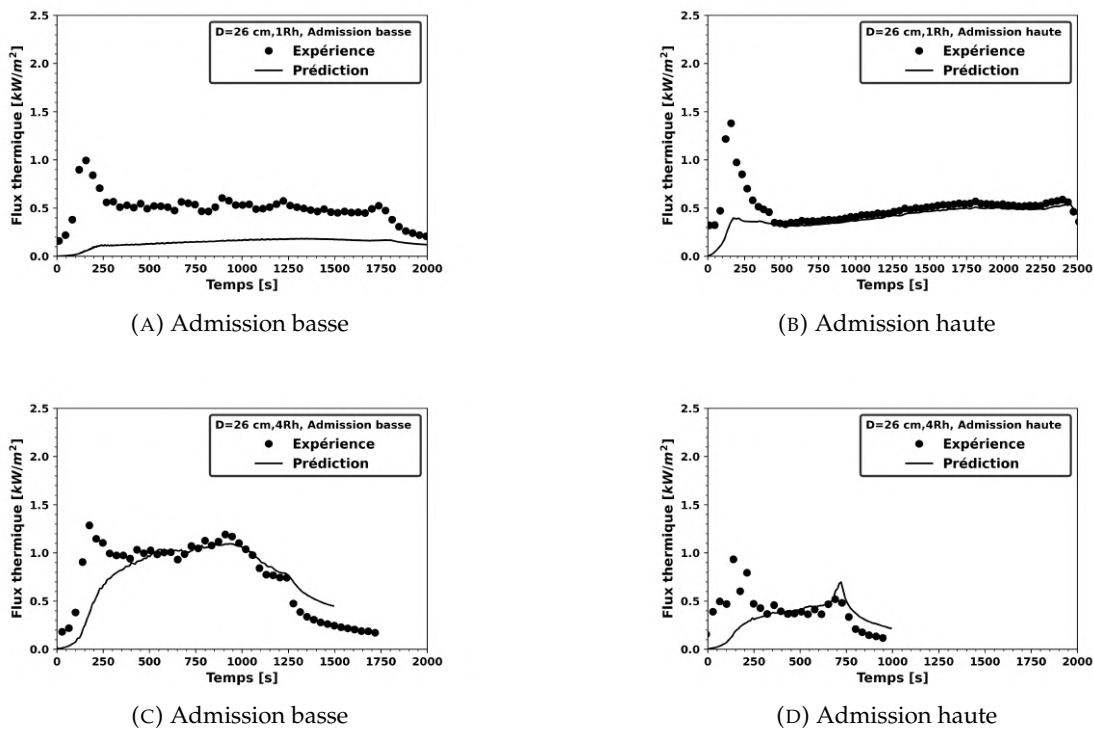 D=26 cm,1Rh, Admission basse
Expérience
Prédiction
Flux thermique [kW/m²]
2.5
2.0
1.5
1.0
0.5
0.0
0 250 500 750 1000 1250 1500 1750 2000
Temps [s]
(A) Admission basse
D=26 cm,1Rh, Admission haute
Expérience
Prédiction
Flux thermique [kW/m²]
2.5
2.0
1.5
1.0
0.5
0.0
0 250 500 750 1000 1250 1500 1750 2000 2250 2500
Temps [s]
(B) Admission haute
D=26 cm,4Rh, Admission basse
Expérience
Prédiction
Flux thermique [kW/m²]
2.5
2.0
1.5
1.0
0.5
0.0
0 250 500 750 1000 1250 1500 1750 2000
Temps [s]
(C) Admission basse
D=26 cm,4Rh, Admission haute
Expérience
Prédiction
Flux thermique [kW/m²]
2.5
2.0
1.5
1.0
0.5
0.0
0 250 500 750 1000 1250 1500 1750 2000
Temps [s]
(D) Admission haute